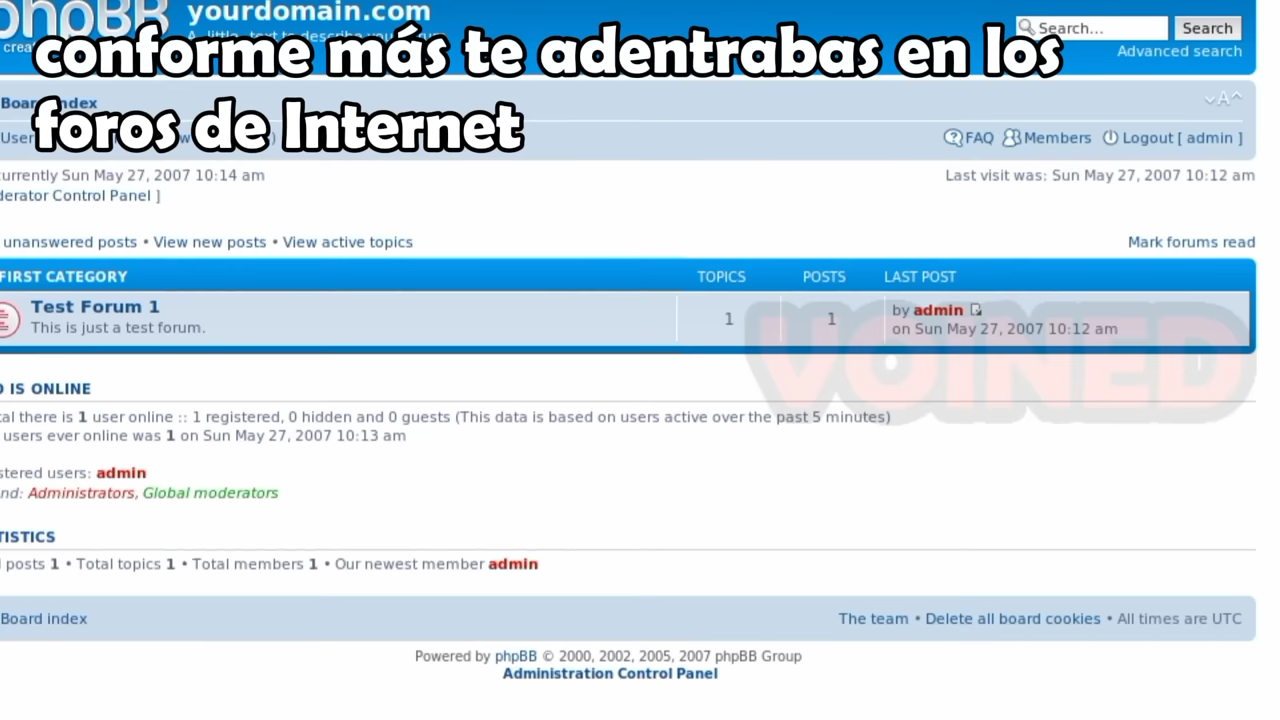 phpBB
yourdomain.com
Search...
Search
conforme más te adentrabas en los
Advanced search
foros de Internet
Board index
User
FAQ Members Logout [ admin ]
urrently Sun May 27, 2007 10:14 am
Last visit was: Sun May 27, 2007 10:12 am
derator Control Panel ]
unanswered posts • View new posts • View active topics
Mark forums read
FIRST CATEGORY TOPICS POSTS LAST POST
Test Forum 1
This is just a test forum.
1 1
by admin
on Sun May 27, 2007 10:12 am
VOINED
O IS ONLINE
tal there is 1 user online :: 1 registered, 0 hidden and 0 guests (This data is based on users active over the past 5 minutes)
users ever online was 1 on Sun May 27, 2007 10:13 am
stered users: admin
nd: Administrators, Global moderators
TISTICS
l posts 1 • Total topics 1 • Total members 1 • Our newest member admin
Board index
The team • Delete all board cookies • All times are UTC
Powered by phpBB © 2000, 2002, 2005, 2007 phpBB Group
Administration Control Panel